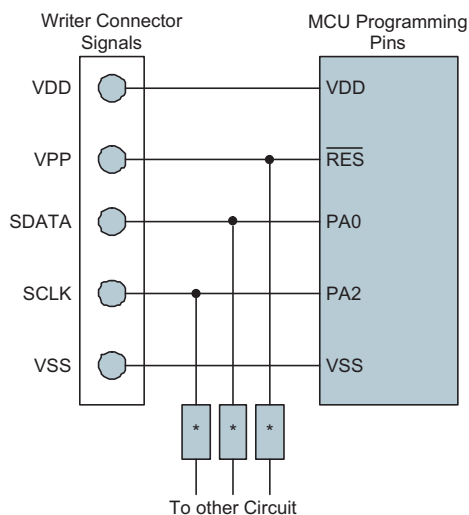 Writer Connector
Signals
MCU Programming
Pins
VDD
VDD
VPP
RES
SDATA
PA0
SCLK
PA2
VSS
VSS
* * *
To other Circuit